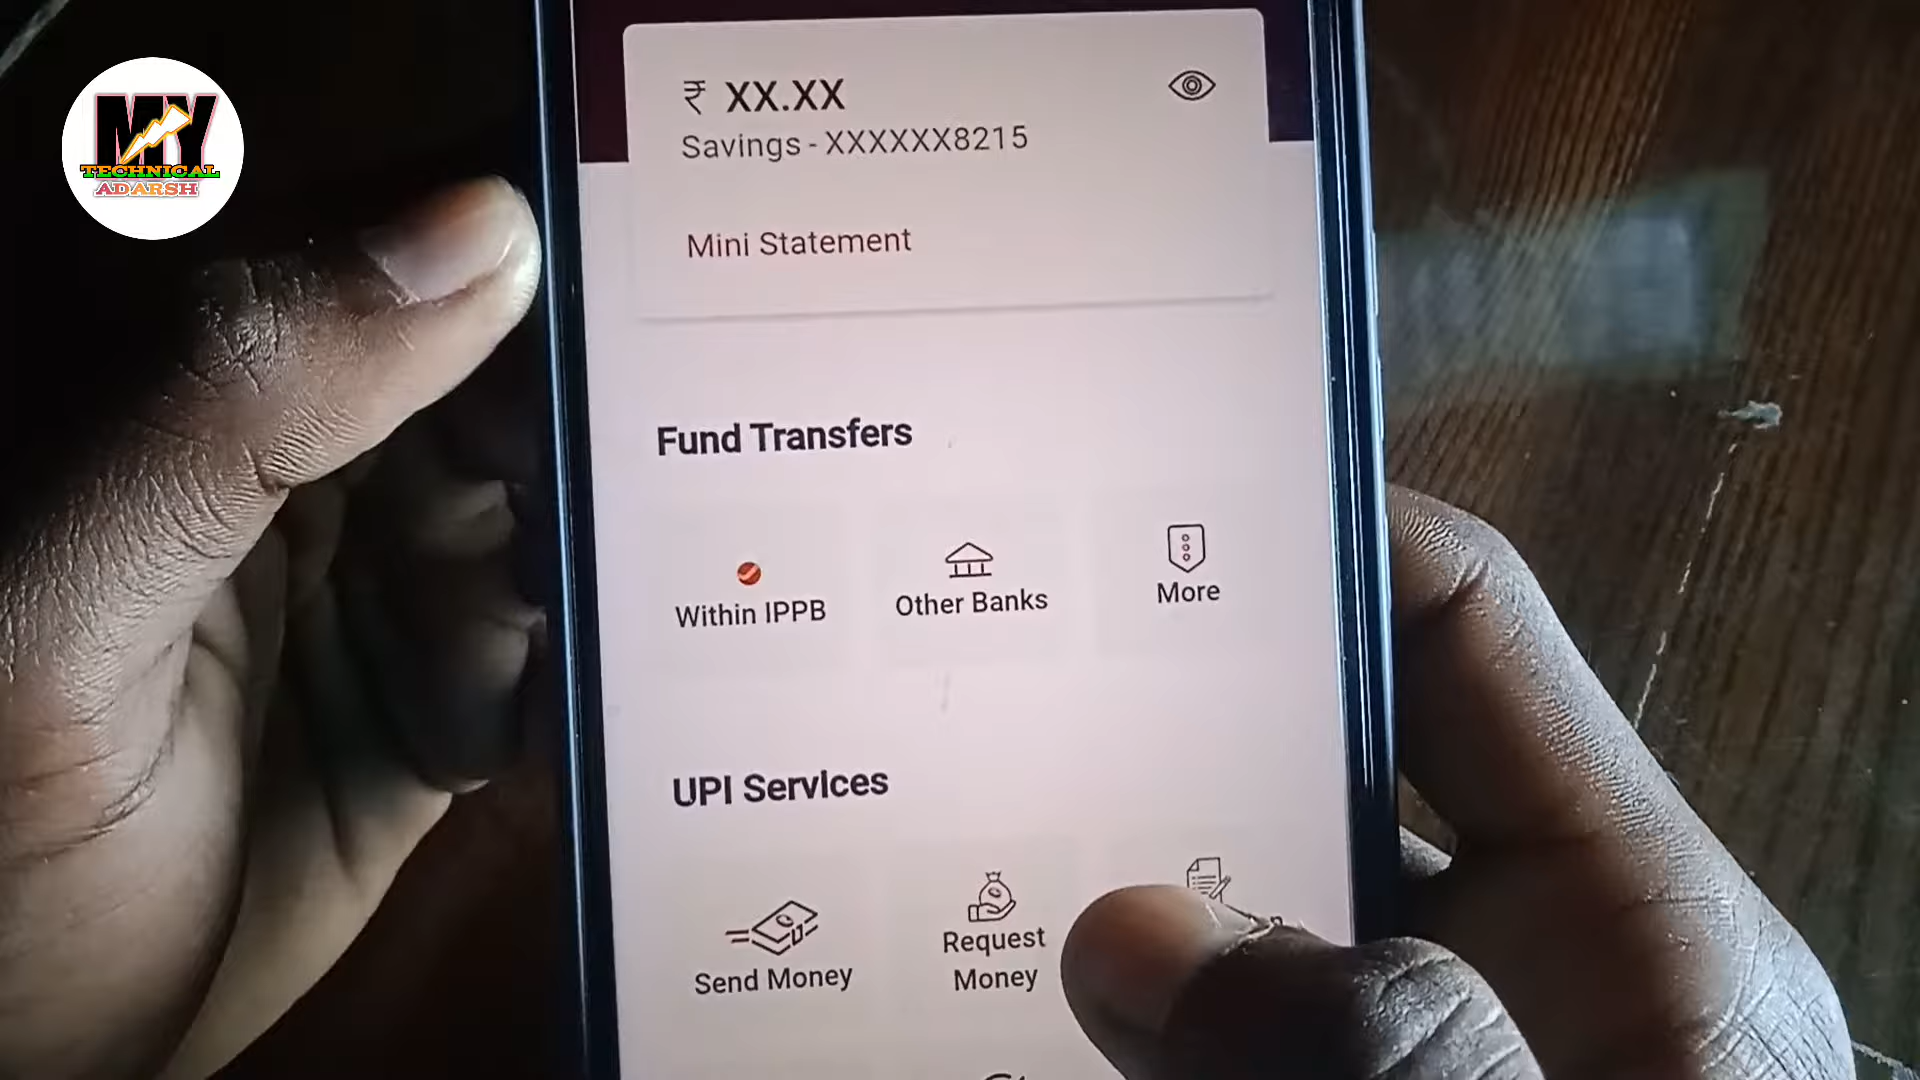 MY
TECHNICAL
ADARSH
₹ XX.XX
Savings - XXXXXX8215
Mini Statement
Fund Transfers
Within IPPB
Other Banks
More
UPI Services
Send Money
Request
Money